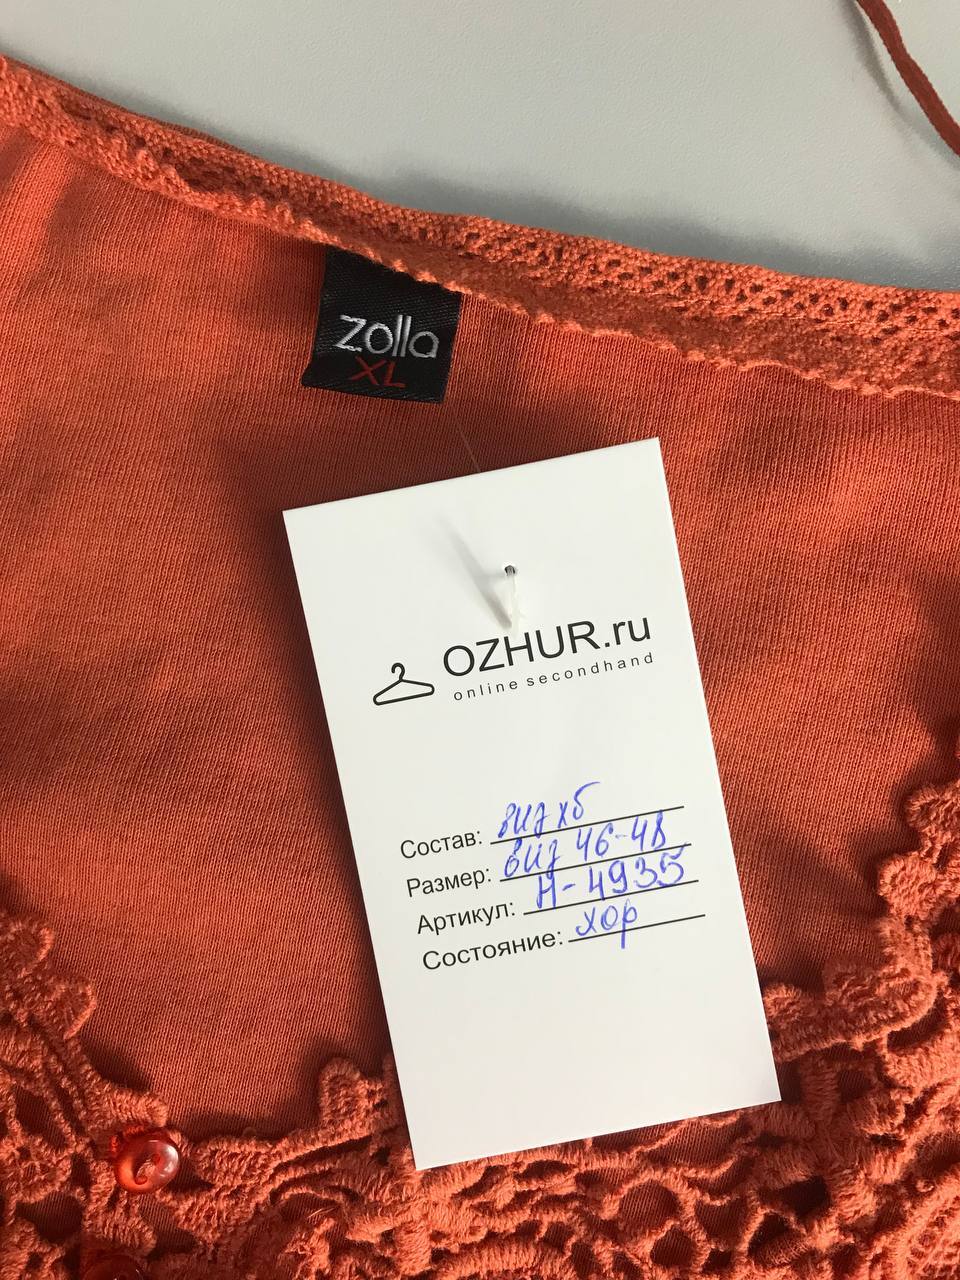 zolla
XL
OZHUR.ru
online secondhand
Состав: виз хб
Размер: виз 46-48
Артикул: Н-4935
Состояние: хор